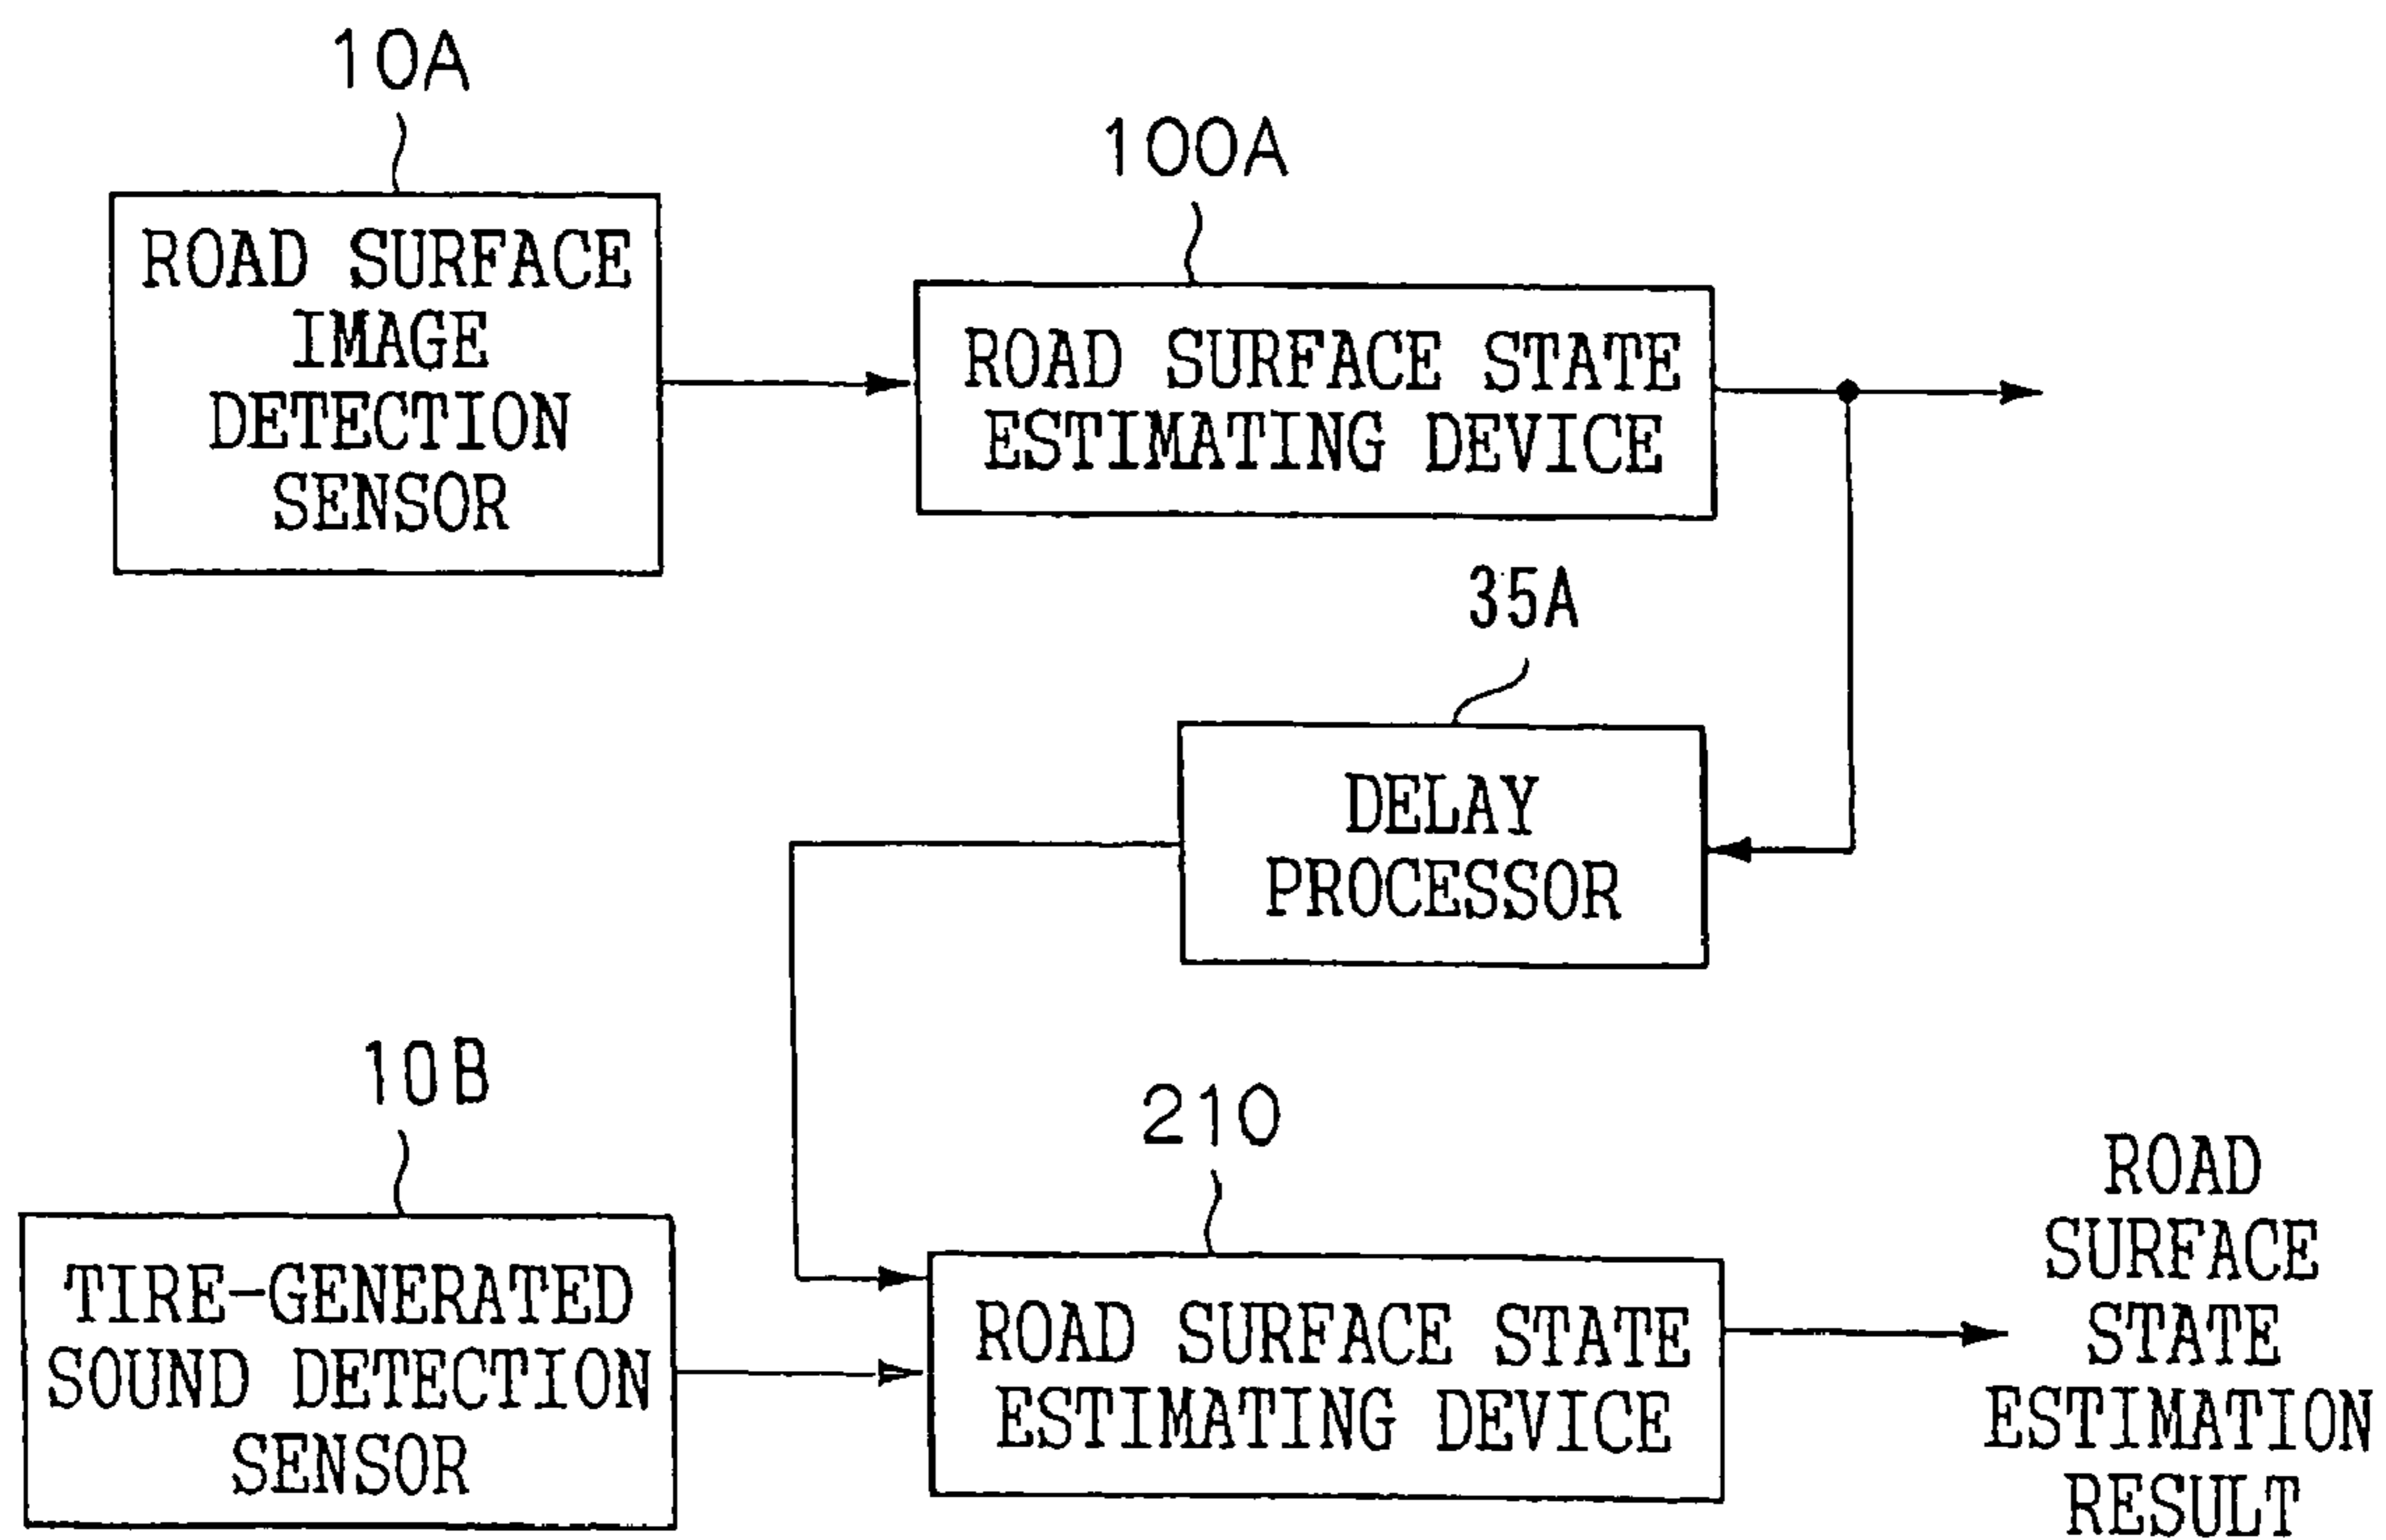 10A
ROAD SURFACE
IMAGE
DETECTION
SENSOR
100A
ROAD SURFACE STATE
ESTIMATING DEVICE
35A
DELAY
PROCESSOR
10B
TIRE-GENERATED
SOUND DETECTION
SENSOR
210
ROAD SURFACE STATE
ESTIMATING DEVICE
ROAD
SURFACE
STATE
ESTIMATION
RESULT